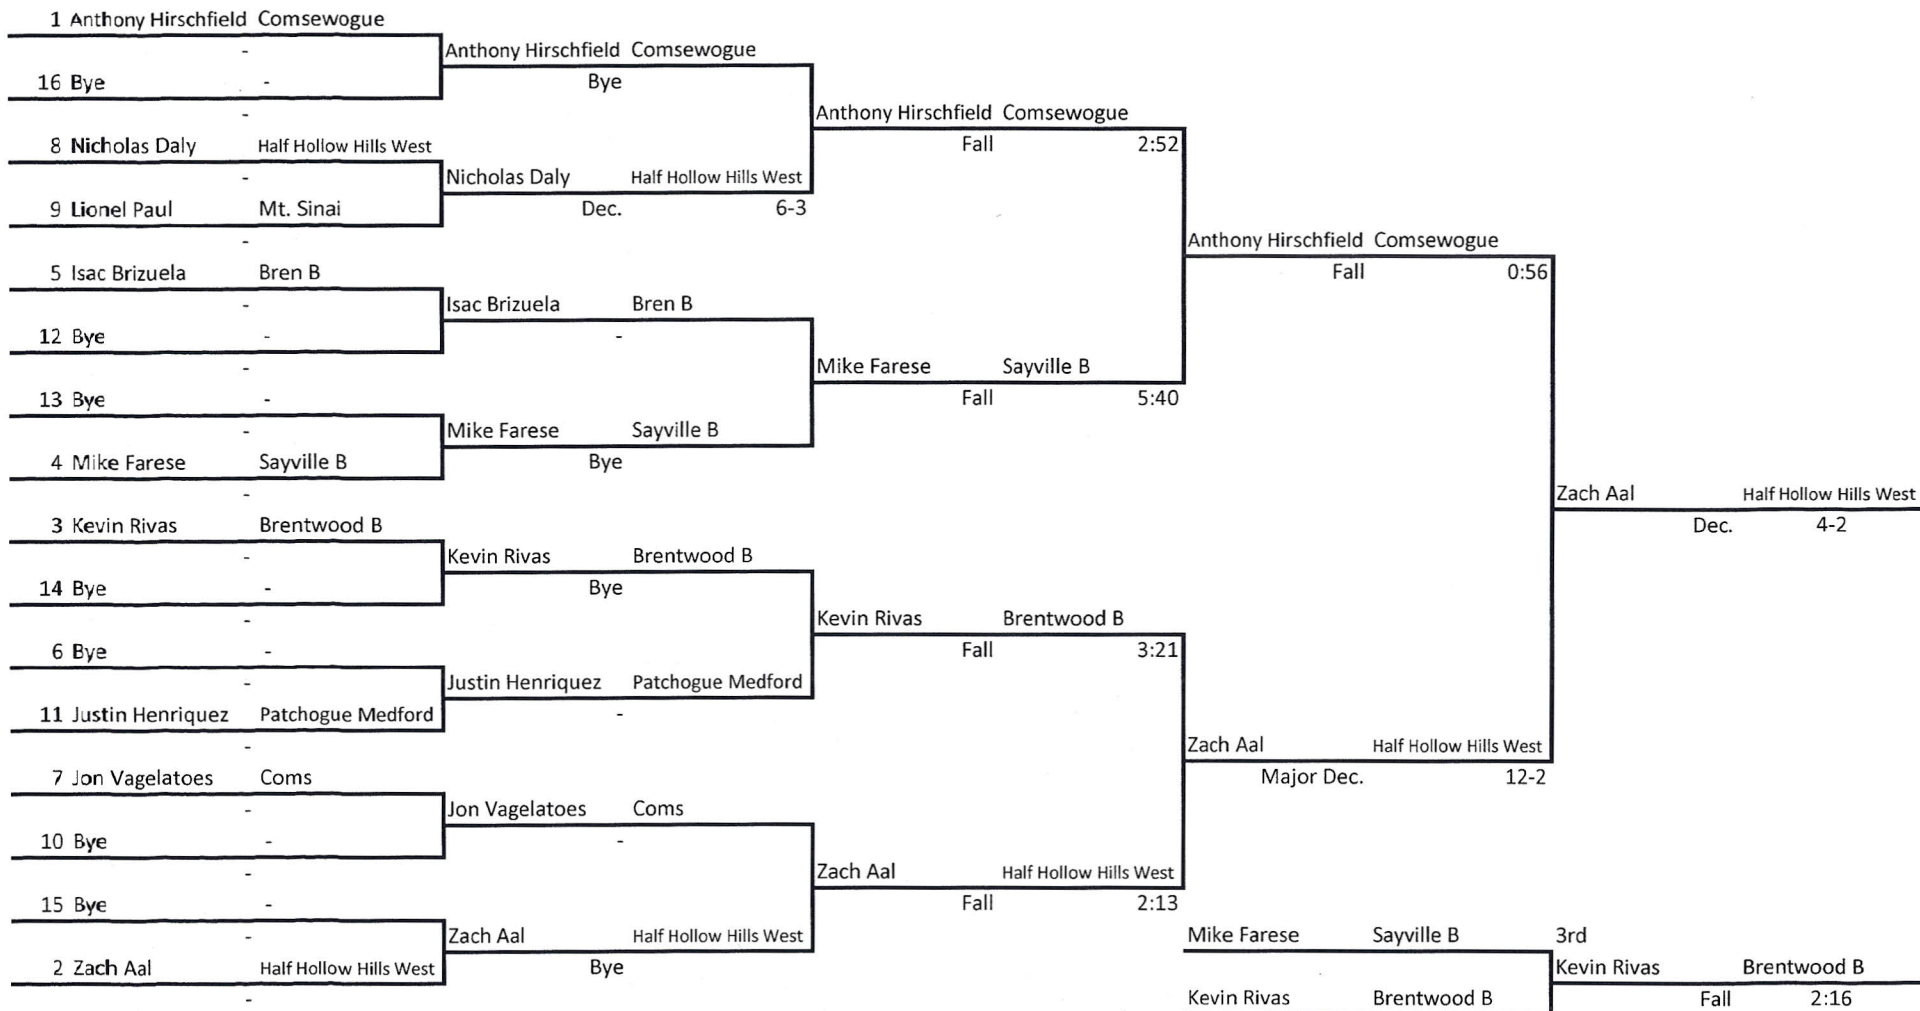 1 Anthony Hirschfield Comsewogue
-
Anthony Hirschfield Comsewogue
16 Bye -
Bye
-
Anthony Hirschfield Comsewogue
8 Nicholas Daly Half Hollow Hills West
Fall 2:52
-
Nicholas Daly Half Hollow Hills West
9 Lionel Paul Mt. Sinai
Dec. 6-3
-
Anthony Hirschfield Comsewogue
5 Isac Brizuela Bren B
Fall 0:56
-
Isac Brizuela Bren B
12 Bye -
-
-
Mike Farese Sayville B
13 Bye -
Fall 5:40
-
Mike Farese Sayville B
4 Mike Farese Sayville B
Bye
-
Zach Aal Half Hollow Hills West
3 Kevin Rivas Brentwood B
Dec. 4-2
-
Kevin Rivas Brentwood B
14 Bye -
Bye
-
Kevin Rivas Brentwood B
6 Bye -
Fall 3:21
-
Justin Henriquez Patchogue Medford
11 Justin Henriquez Patchogue Medford
-
-
Zach Aal Half Hollow Hills West
7 Jon Vagelatoes Coms
Major Dec. 12-2
-
Jon Vagelatoes Coms
10 Bye -
-
-
Zach Aal Half Hollow Hills West
15 Bye -
Fall 2:13
-
Zach Aal Half Hollow Hills West
Mike Farese Sayville B 3rd
2 Zach Aal Half Hollow Hills West
Bye
Kevin Rivas Brentwood B
-
Kevin Rivas Brentwood B
Fall 2:16